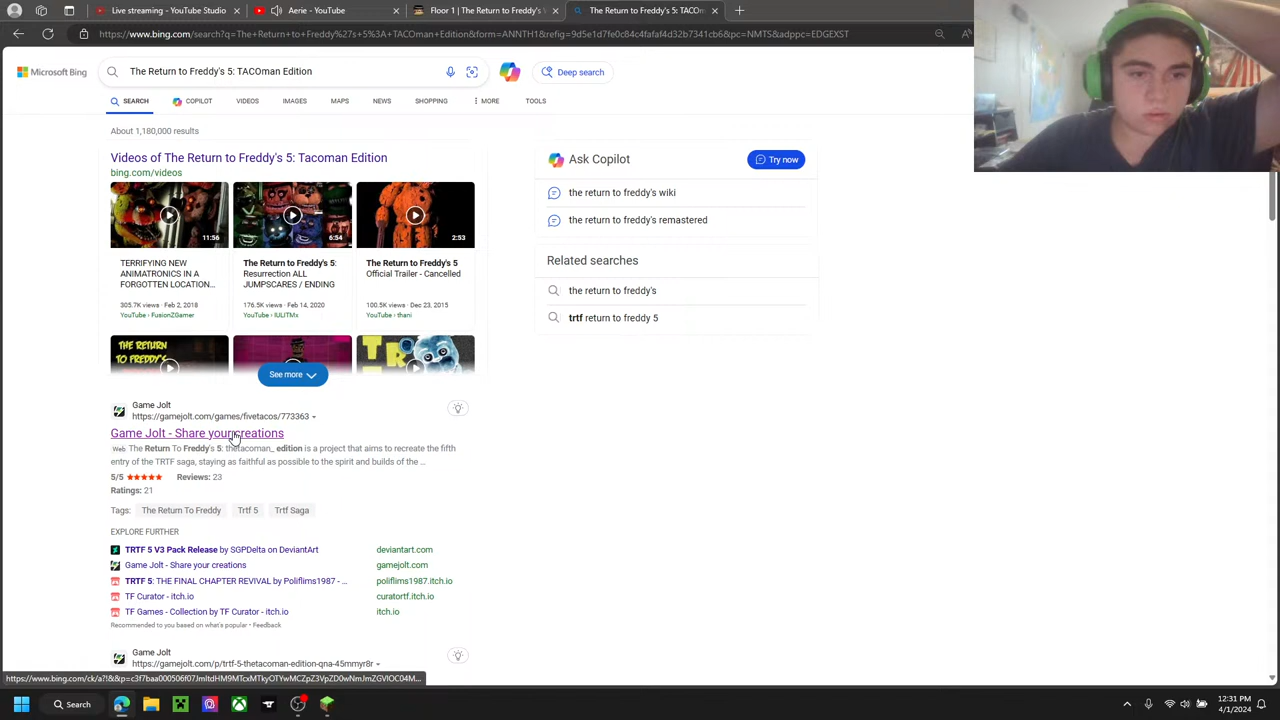 Live streaming - YouTube Studio
YouTube
Floor 1 | The Return to Freddy's
The Return to Freddy's 5: TACO
https://www.bing.com/search?q=The+Return+to+Freddy%27s+5%3A+TACOman+Edition&form=ANNTH1&refig=9d5e1d7fe0c84c4fafaf4d32b7341cb6&pc=NMTS&adppc=EDGEXST
Microsoft Bing
The Return to Freddy's 5: TACOman Edition
Deep search
SEARCH COPILOT VIDEOS IMAGES MAPS NEWS SHOPPING MORE TOOLS
About 1,180,000 results
Videos of The Return to Freddy's 5: Tacoman Edition
bing.com/videos
11:56
6:54
2:53
TERRIFYING NEW
ANIMATRONICS IN A
FORGOTTEN LOCATION...
305.7K views · Feb 2, 2018
YouTube › FusionZGamer
The Return to Freddy's 5:
Resurrection ALL
JUMPSCARES / ENDING
176.5K views · Feb 14, 2020
YouTube › IULITMx
The Return to Freddy's 5
Official Trailer - Cancelled
100.5K views · Dec 23, 2015
YouTube › thani
THE RETURN
TO FREDDY'S
See more
Game Jolt
https://gamejolt.com/games/fivetacos/773363
Game Jolt - Share your creations
Web The Return To Freddy's 5: thetacoman_ edition is a project that aims to recreate the fifth
entry of the TRTF saga, staying as faithful as possible to the spirit and builds of the ...
5/5 Reviews: 23
Ratings: 21
Tags: The Return To Freddy Trtf 5 Trtf Saga
EXPLORE FURTHER
TRTF 5 V3 Pack Release by SGPDelta on DeviantArt deviantart.com
Game Jolt - Share your creations gamejolt.com
TRTF 5: THE FINAL CHAPTER REVIVAL by Poliflims1987 - ... poliflims1987.itch.io
TF Curator - itch.io curatortf.itch.io
TF Games - Collection by TF Curator - itch.io itch.io
Recommended to you based on what's popular • Feedback
Game Jolt
https://gamejolt.com/p/trtf-5-thetacoman-edition-qna-45mmyr8r
Ask Copilot
Try now
the return to freddy's wiki
the return to freddy's remastered
Related searches
the return to freddy's
trtf return to freddy 5
Search
12:31 PM
4/1/2024